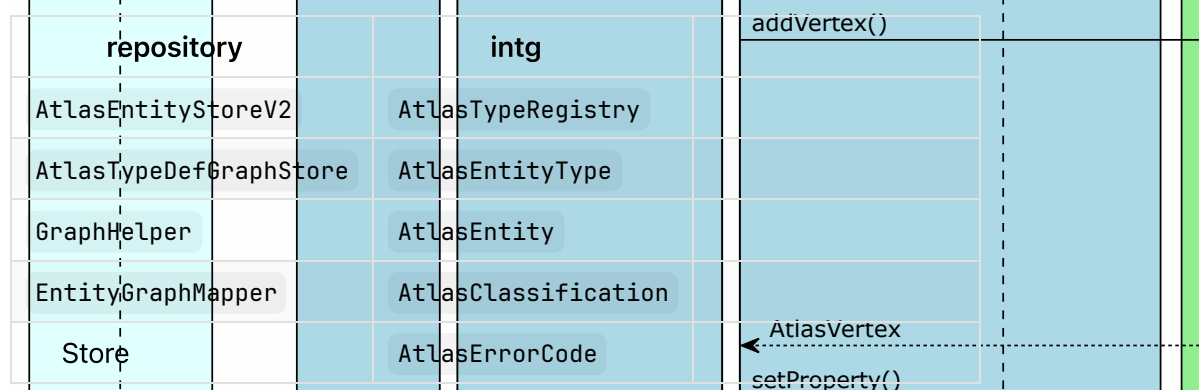 repository intg
AtlasEntityStoreV2 AtlasTypeRegistry
AtlasTypeDefGraphStore AtlasEntityType
GraphHelper AtlasEntity
EntityGraphMapper AtlasClassification
Store AtlasErrorCode
addVertex()
AtlasVertex
setProperty()